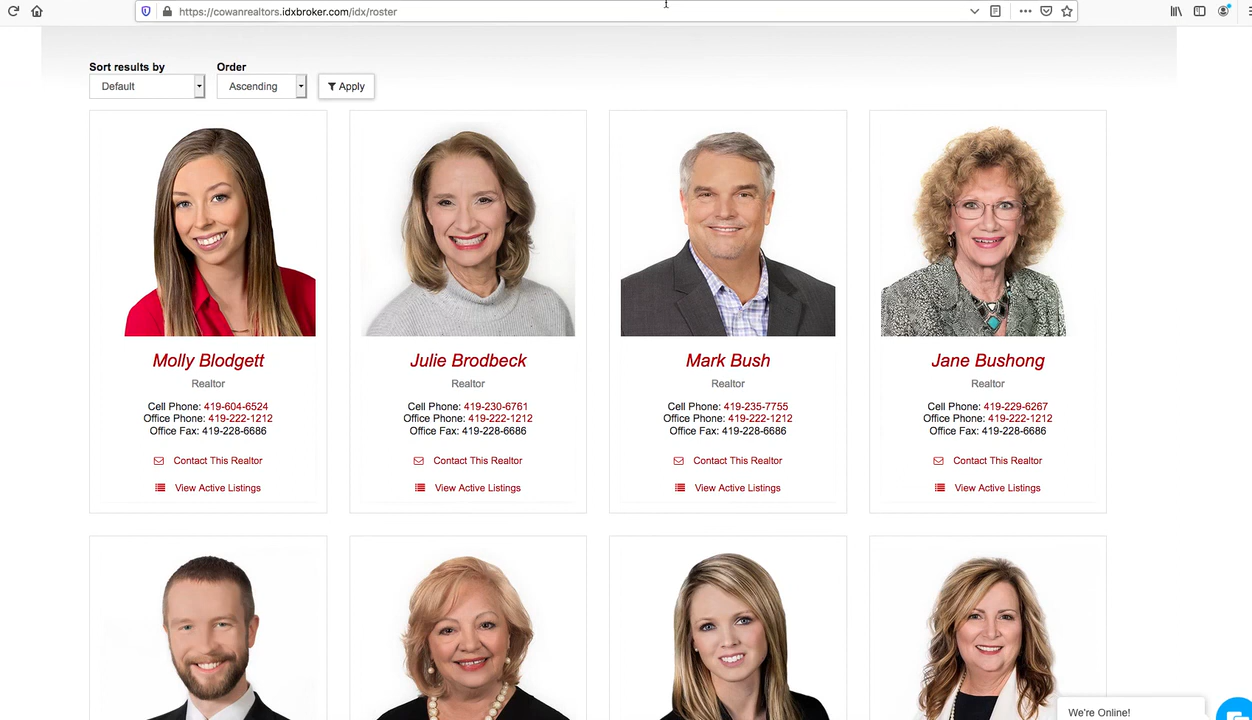 https://cowanrealtors.idxbroker.com/idx/roster
Sort results by
Order
Default
Ascending
Apply
Molly Blodgett
Realtor
Cell Phone: 419-604-6524
Office Phone: 419-222-1212
Office Fax: 419-228-6686
Contact This Realtor
View Active Listings
Julie Brodbeck
Realtor
Cell Phone: 419-230-6761
Office Phone: 419-222-1212
Office Fax: 419-228-6686
Contact This Realtor
View Active Listings
Mark Bush
Realtor
Cell Phone: 419-235-7755
Office Phone: 419-222-1212
Office Fax: 419-228-6686
Contact This Realtor
View Active Listings
Jane Bushong
Realtor
Cell Phone: 419-229-6267
Office Phone: 419-222-1212
Office Fax: 419-228-6686
Contact This Realtor
View Active Listings
We're Online!